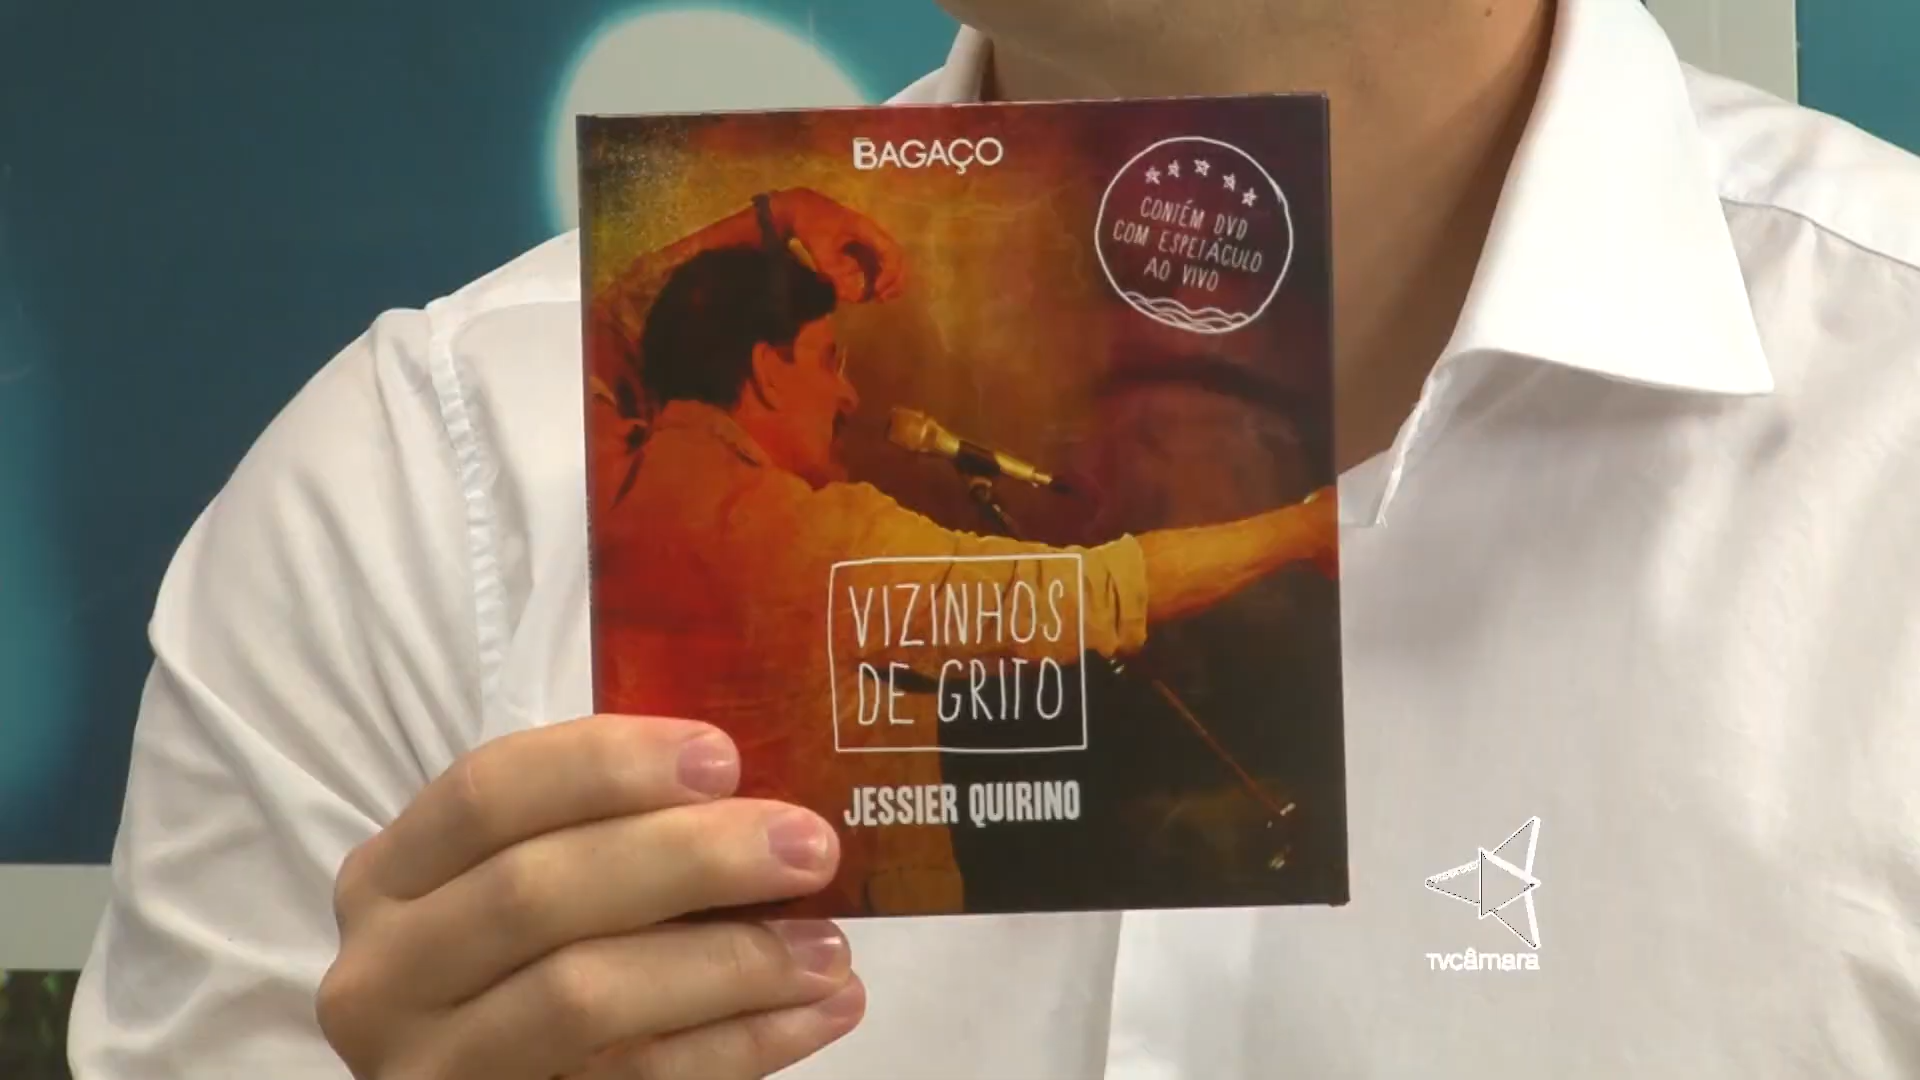 BAGAÇO
CONTÉM DVD
COM ESPETÁCULO
AO VIVO
VIZINHOS
DE GRITO
JESSIER QUIRINO
TVCâmara